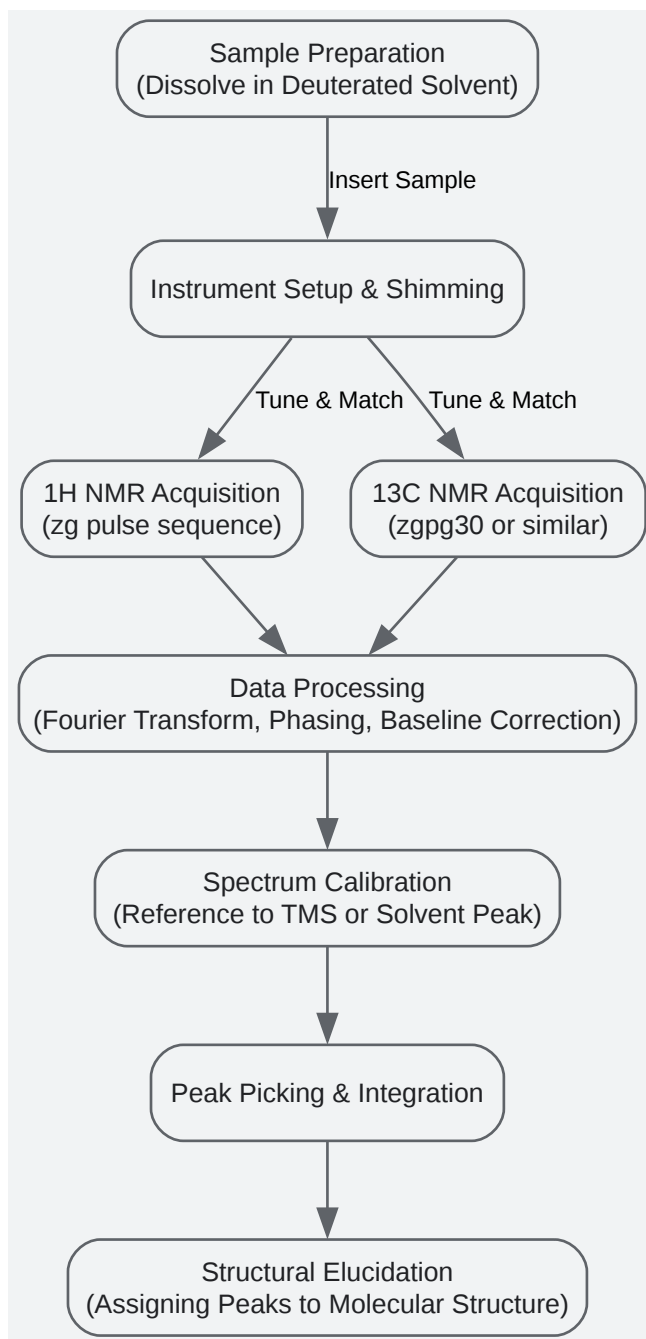 Sample Preparation
(Dissolve in Deuterated Solvent)
Insert Sample
Instrument Setup & Shimming
Tune & Match
Tune & Match
1H NMR Acquisition
(zg pulse sequence)
13C NMR Acquisition
(zgpg30 or similar)
Data Processing
(Fourier Transform, Phasing, Baseline Correction)
Spectrum Calibration
(Reference to TMS or Solvent Peak)
Peak Picking & Integration
Structural Elucidation
(Assigning Peaks to Molecular Structure)